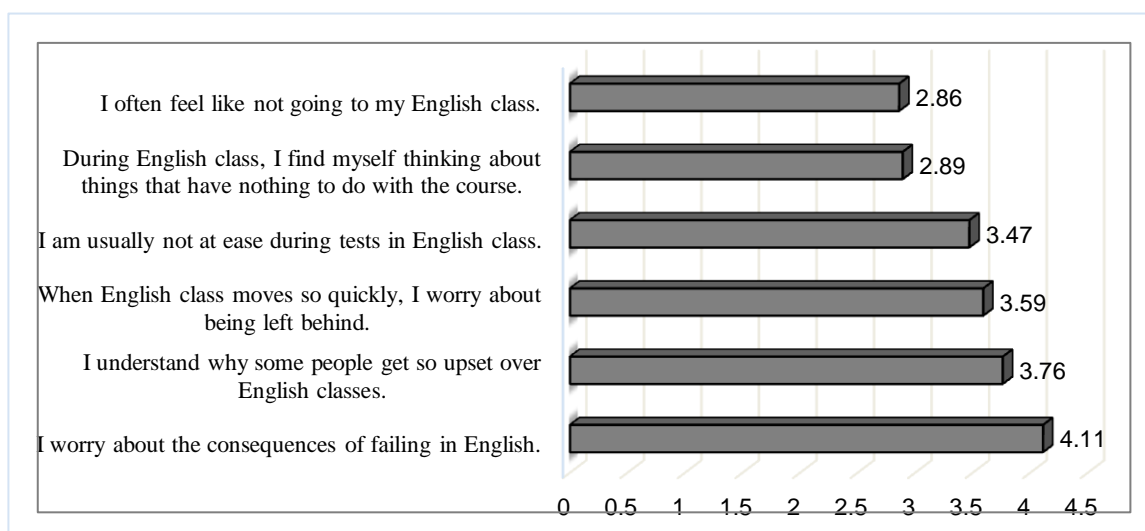 I often feel like not going to my English class.
2.86
During English class, I find myself thinking about
things that have nothing to do with the course.
2.89
I am usually not at ease during tests in English class.
3.47
When English class moves so quickly, I worry about
being left behind.
3.59
I understand why some people get so upset over
English classes.
3.76
I worry about the consequences of failing in English.
4.11
0 0.5 1 1.5 2 2.5 3 3.5 4 4.5